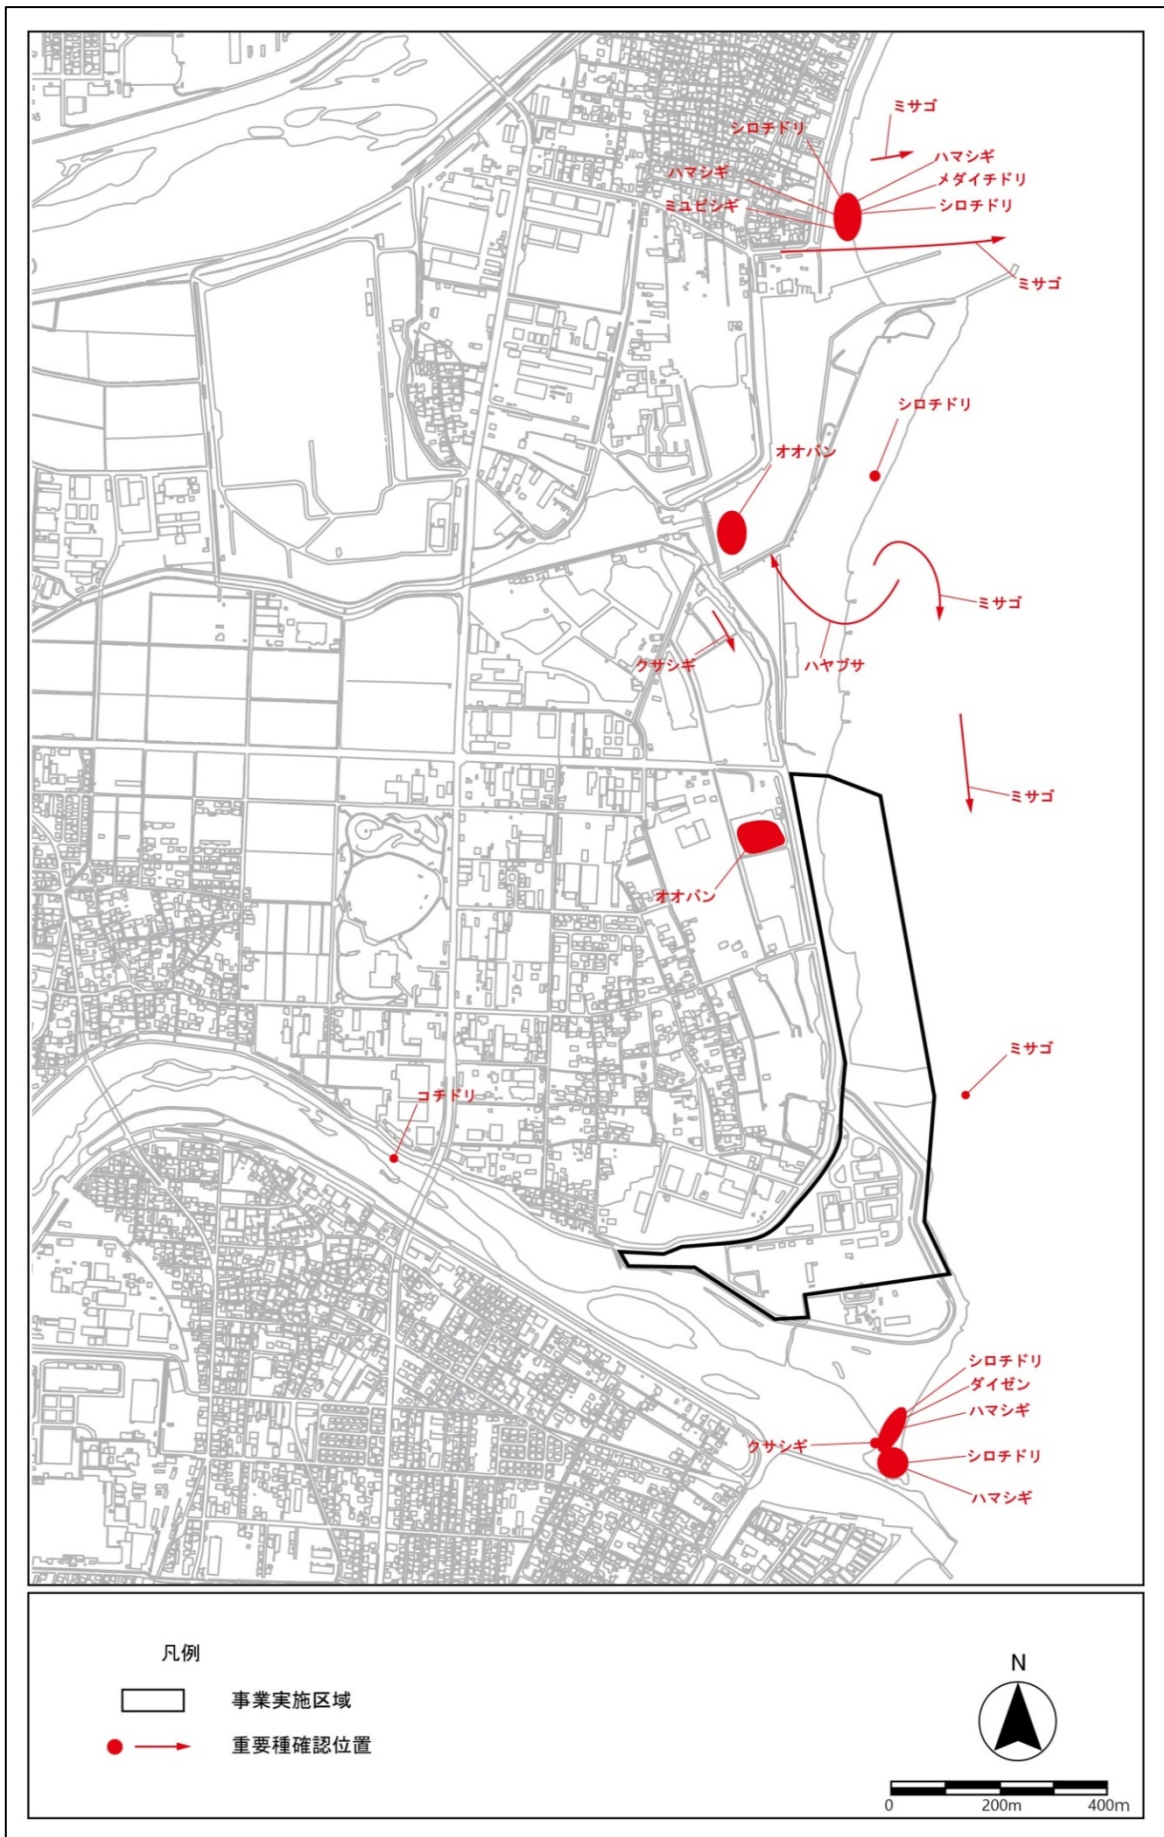 ミサゴ
シロチドリ
ハマシギ
ハマシギ
メダイチドリ
ミユビシギ
シロチドリ
ミサゴ
シロチドリ
オオバン
ミサゴ
クサシギ
ハヤブサ
ミサゴ
オオバン
ミサゴ
コチドリ
シロチドリ
ダイゼン
ハマシギ
クサシギ
シロチドリ
ハマシギ
凡例
事業実施区域
重要種確認位置
N
0 200m 400m